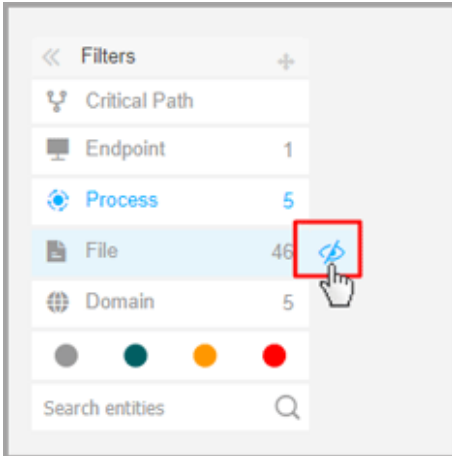 Filters
Critical Path
Endpoint 1
Process 5
File 46
Domain 5
Search entities